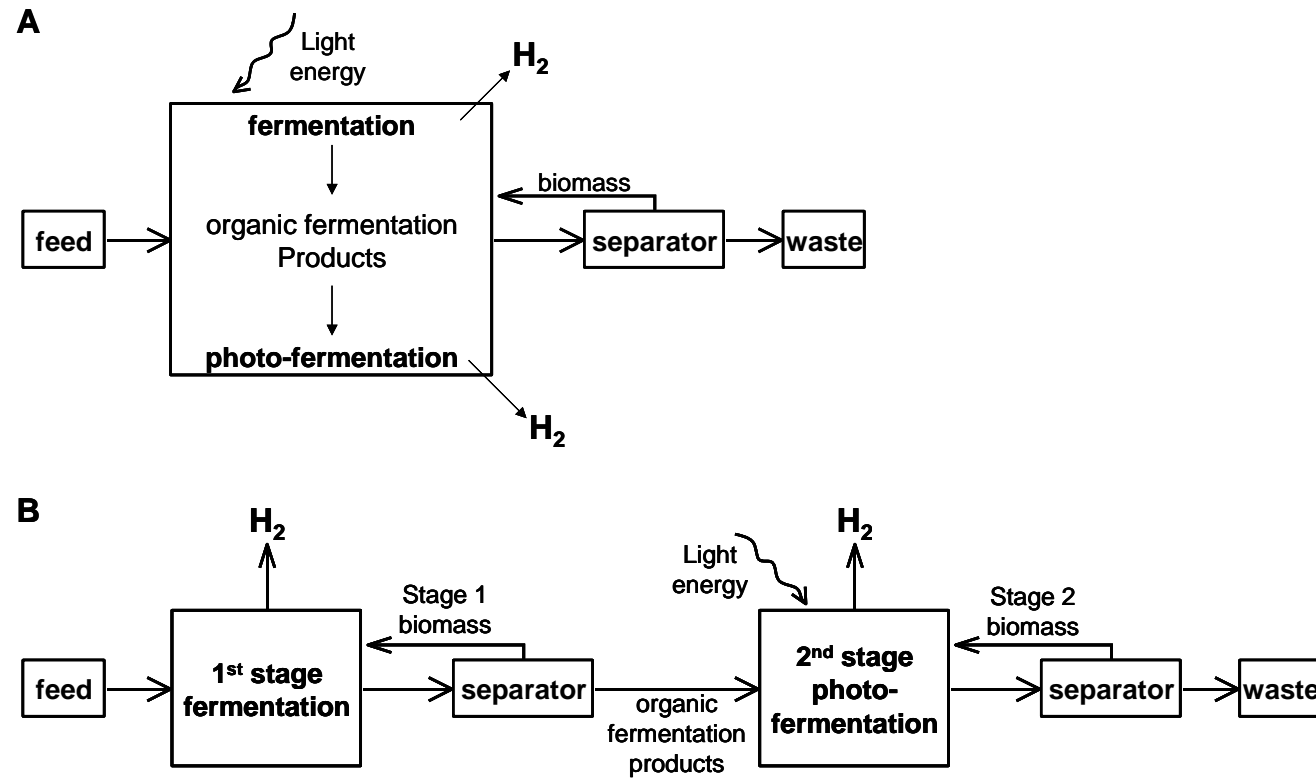 A
Light
energy
H2
fermentation
biomass
organic fermentation
Products
feed
separator
waste
photo-fermentation
H2
B
H2
H2
Light
energy
Stage 1
biomass
Stage 2
biomass
feed
1st stage
fermentation
separator
organic
fermentation
products
2nd stage
photo-
fermentation
separator
waste